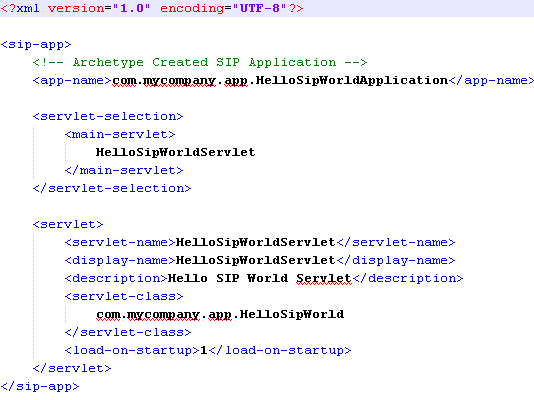 <?xml version="1.0" encoding="UTF-8"?>
<sip-app>
<!-- Archetype Created SIP Application -->
<app-name>com.mycompany.app.HelloSipWorldApplication</app-name>
<servlet-selection>
<main-servlet>
HelloSipWorldServlet
</main-servlet>
</servlet-selection>
<servlet>
<servlet-name>HelloSipWorldServlet</servlet-name>
<display-name>HelloSipWorldServlet</display-name>
<description>Hello SIP World Servlet</description>
<servlet-class>
com.mycompany.app.HelloSipWorld
</servlet-class>
<load-on-startup>1</load-on-startup>
</servlet>
</sip-app>